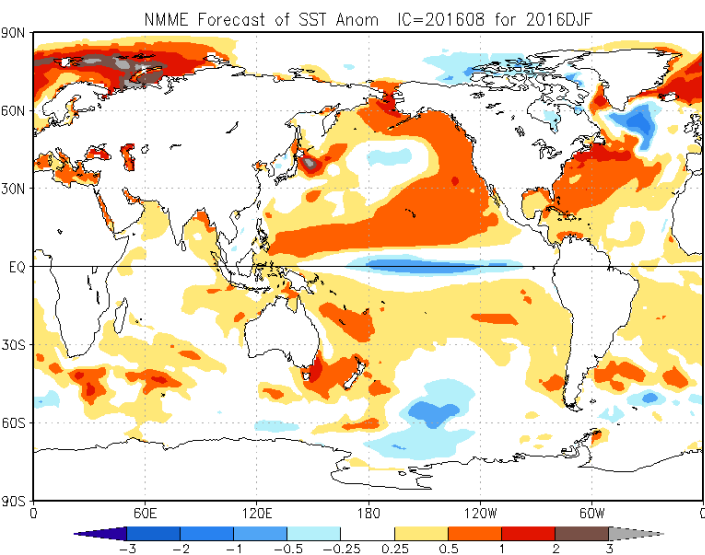 NMME Forecast of SST Anom IC=201608 for 2016DJF
90N
60N
30N
EQ
30S
60S
90S
0 60E 120E 180 120W 60W 0
-3 -2 -1 -0.5 -0.25 0.25 0.5 1 2 3